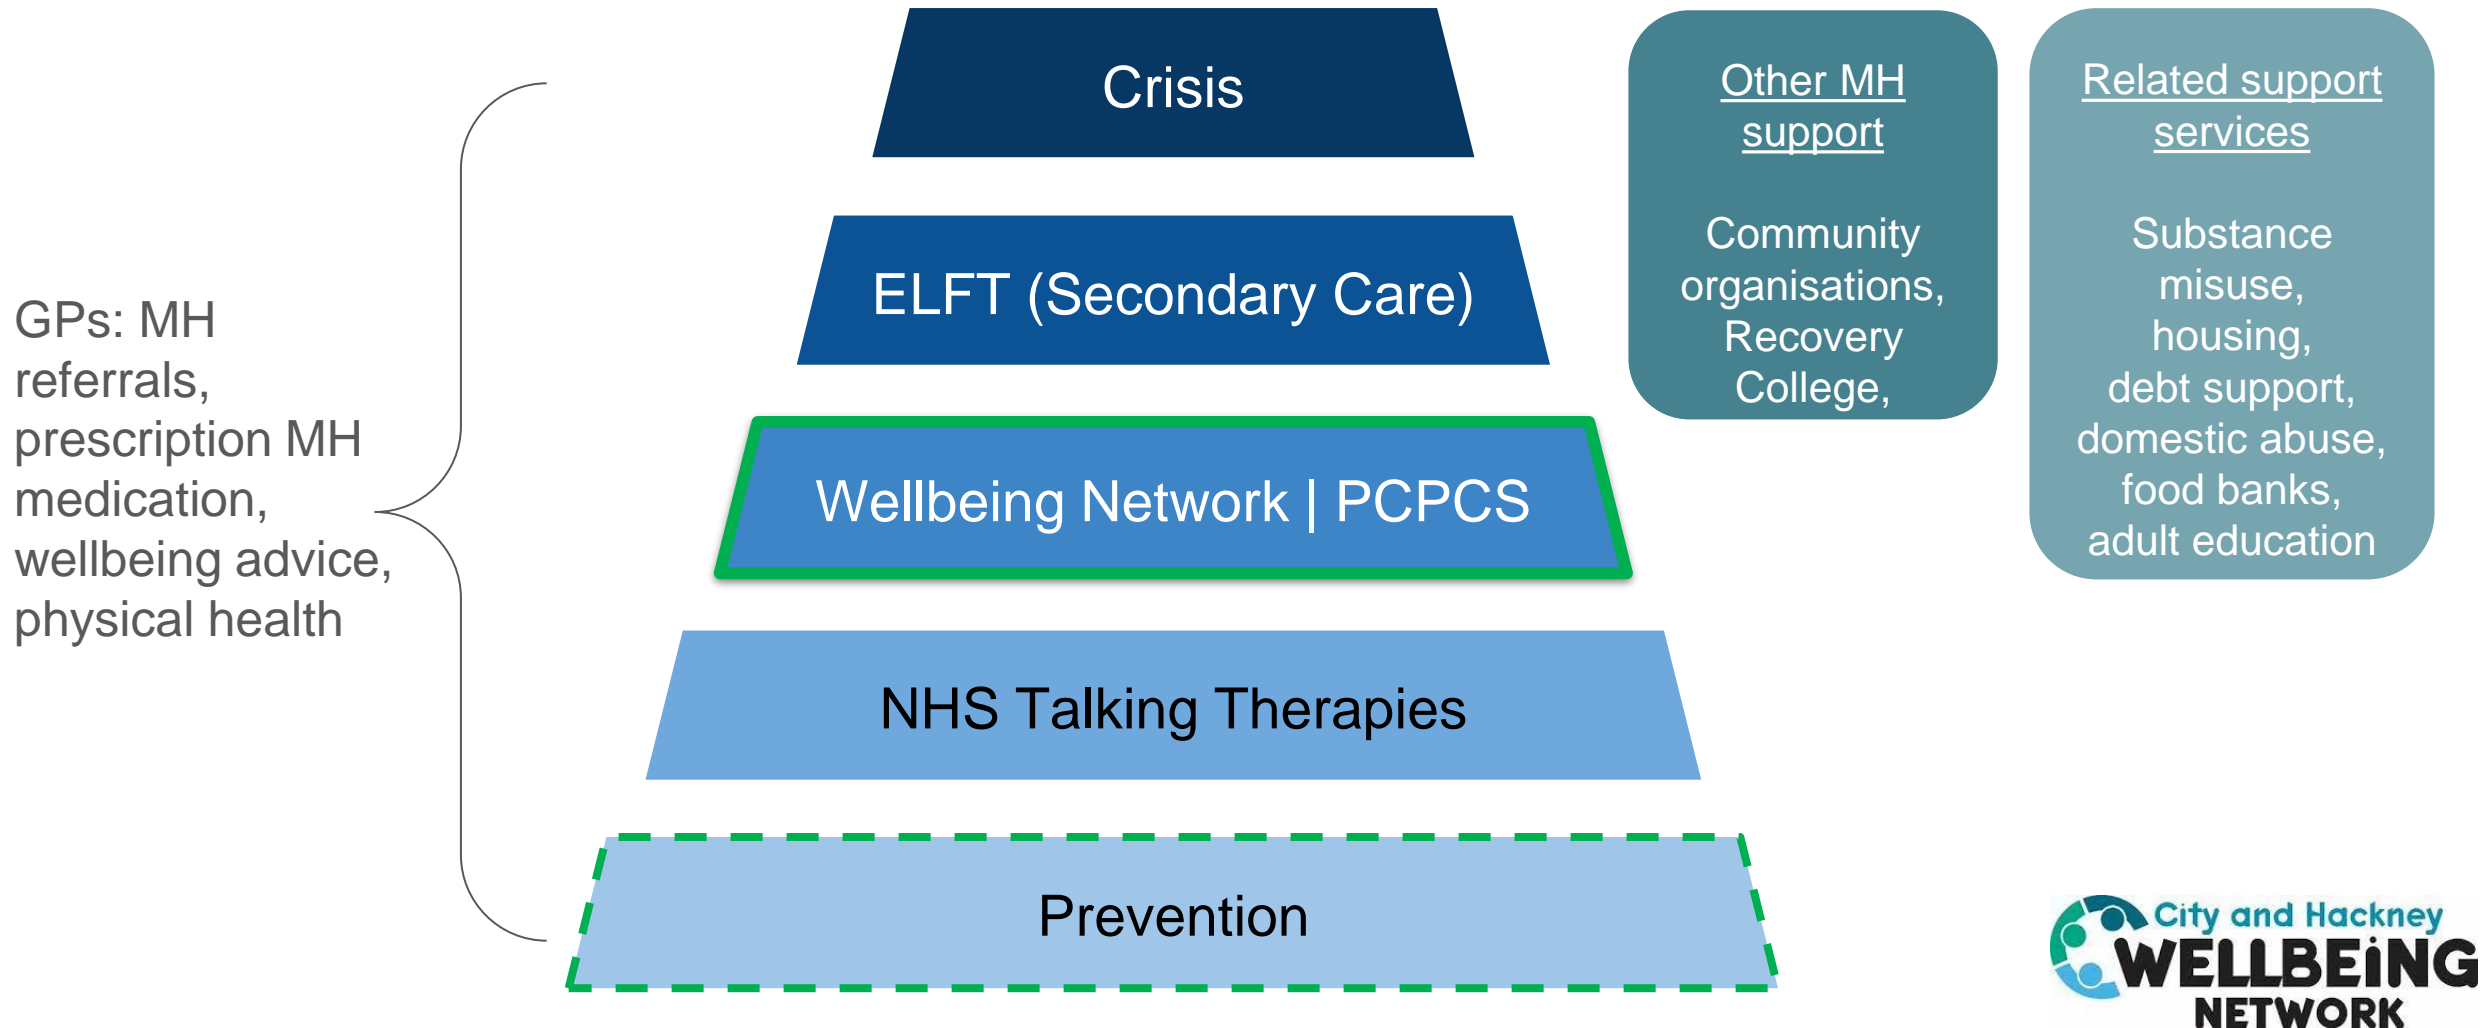 GPs: MH
referrals,
prescription MH
medication,
wellbeing advice,
physical health
Crisis
ELFT (Secondary Care)
Wellbeing Network | PCPCS
NHS Talking Therapies
Prevention
Other MH
support
Community
organisations,
Recovery
College,
Related support
services
Substance
misuse,
housing,
debt support,
domestic abuse,
food banks,
adult education
City and Hackney
WELLBEiNG
NETWORK